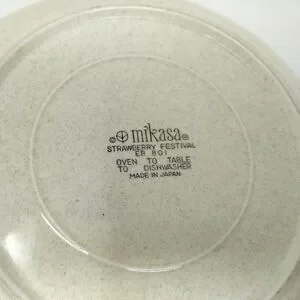 mikasa
STRAWBERRY FESTIVAL
EB 801
OVEN TO TABLE
TO DISHWASHER
MADE IN JAPAN